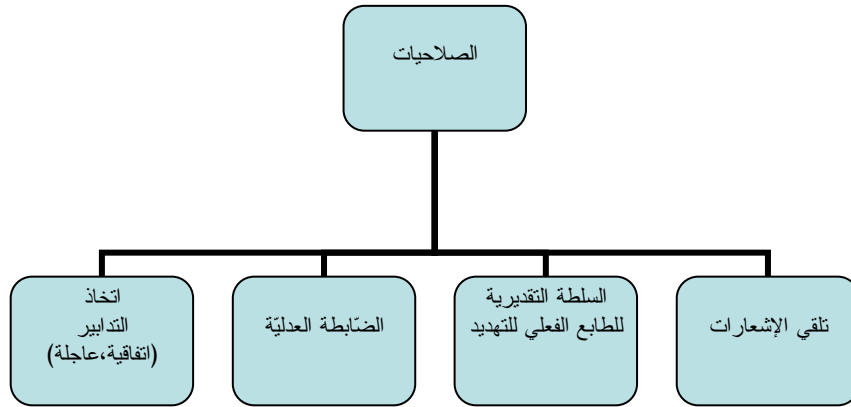 الصلاحيات
تلقي الإشعارات
السلطة التقديرية
للطابع الفعلي للتهديد
الضّابطة العدليّة
اتخاذ
التدابير
(اتفاقية،عاجلة)